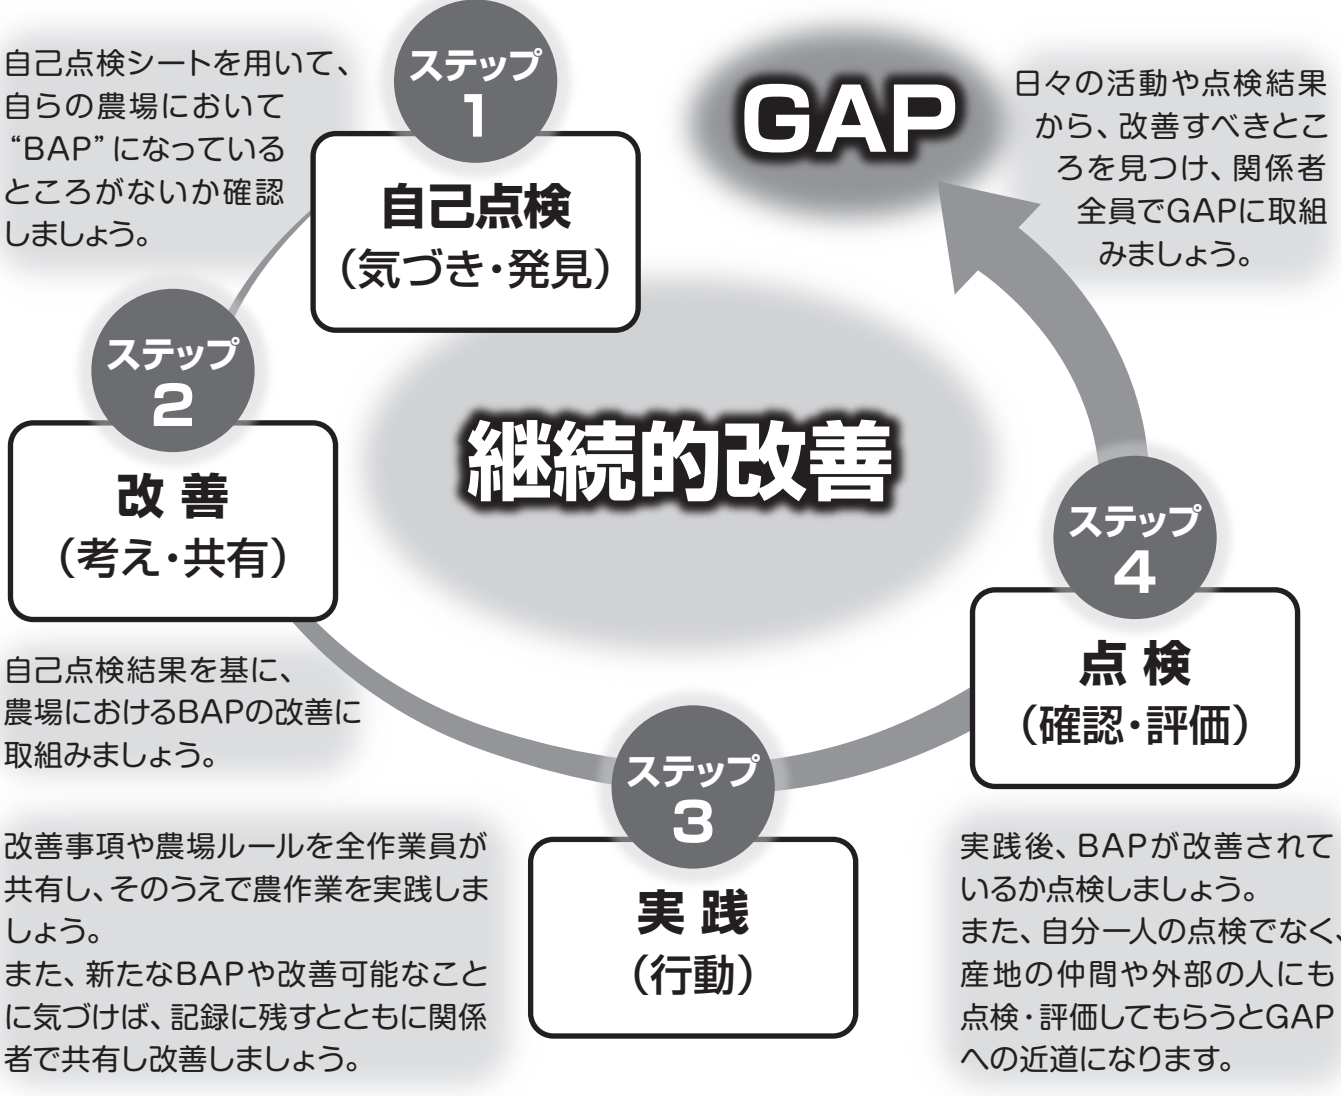 ステップ
1
自己点検シートを用いて、
自らの農場において
“BAP”になっている
ところがないか確認
しましょう。
自己点検
（気づき・発見）
GAP
日々の活動や点検結果
から、改善すべきとこ
ろを見つけ、関係者
全員でGAPに取組
みましょう。
継続的改善
ステップ
2
改善
（考え・共有）
自己点検結果を基に、
農場におけるBAPの改善に
取組みましょう。
ステップ
3
実践
（行動）
改善事項や農場ルールを全作業員が
共有し、そのうえで農作業を実践しま
しょう。
また、新たなBAPや改善可能なこと
に気づけば、記録に残すとともに関係
者で共有し改善しましょう。
ステップ
4
点検
（確認・評価）
実践後、BAPが改善されて
いるか点検しましょう。
また、自分一人の点検でなく、
産地の仲間や外部の人にも
点検・評価してもらうとGAP
への近道になります。